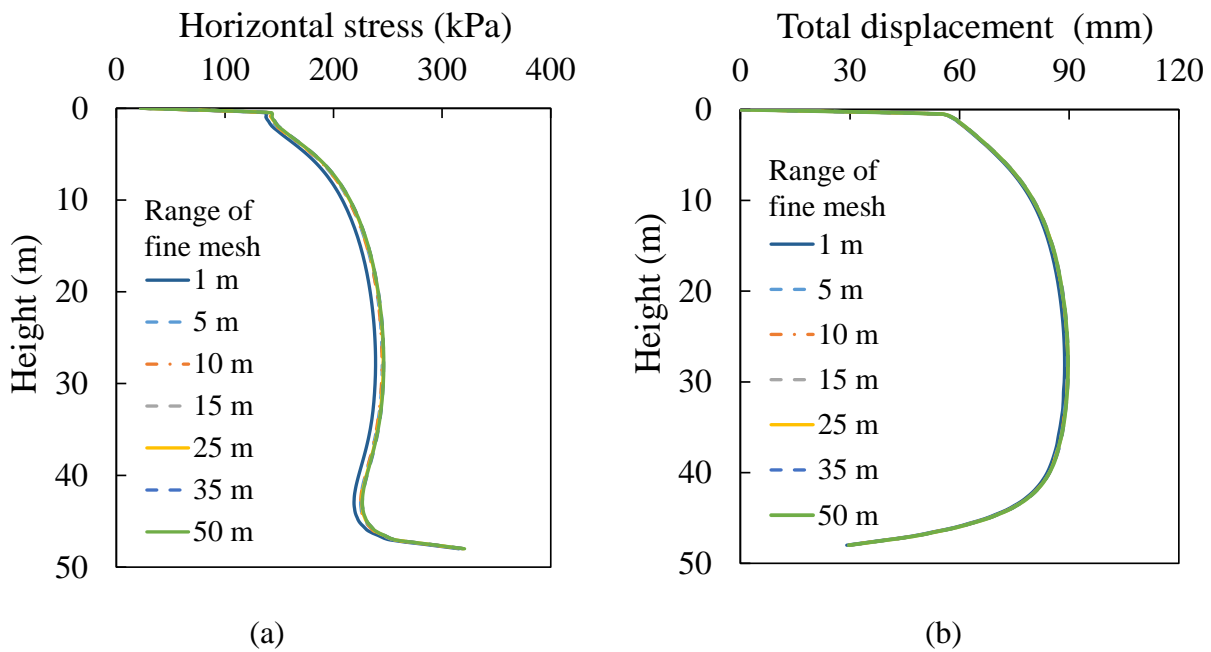 Horizontal stress (kPa)
0 100 200 300 400
0
10
20
30
40
50
Height (m)
Range of
fine mesh
1 m
5 m
10 m
15 m
25 m
35 m
50 m
(a)
Total displacement (mm)
0 30 60 90 120
0
10
20
30
40
50
Height (m)
Range of
fine mesh
1 m
5 m
10 m
15 m
25 m
35 m
50 m
(b)